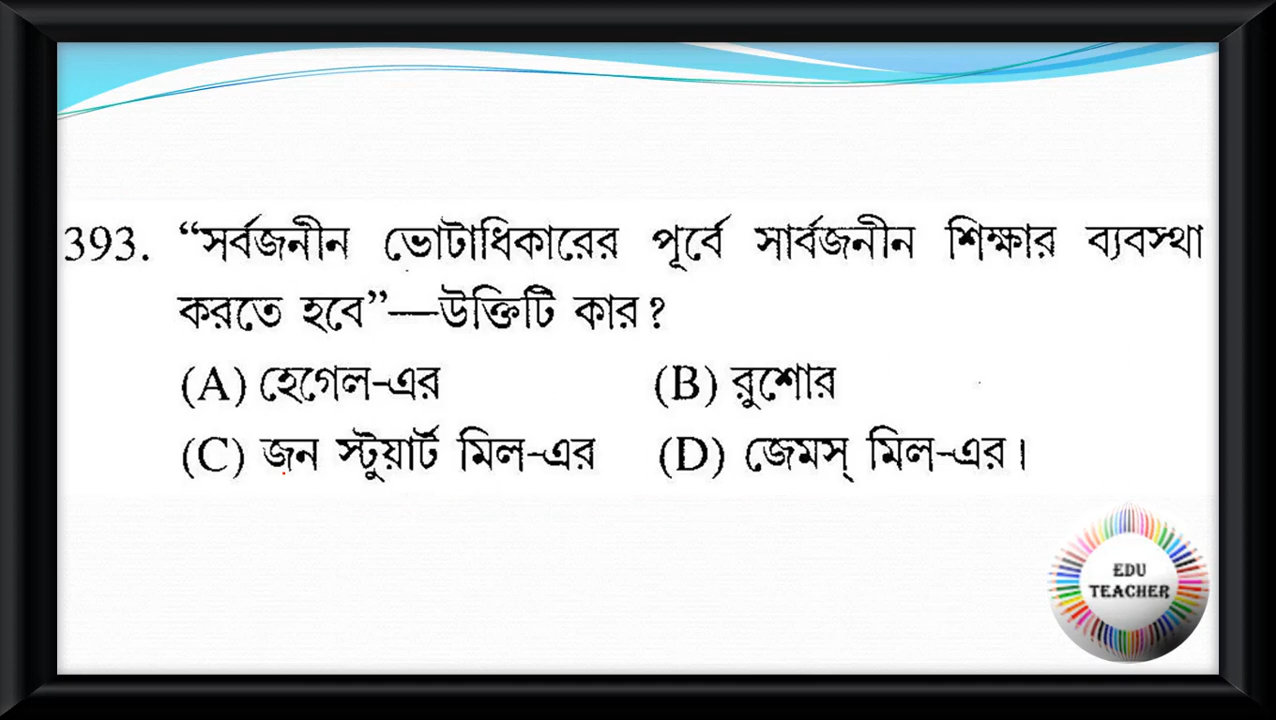 393. “সর্বজনীন ভোটাধিকারের পূর্বে সার্বজনীন শিক্ষার ব্যবস্থা
করতে হবে”—উক্তিটি কার?
(A) হেগেল-এর (B) রুশোর
(C) জন স্টুয়ার্ট মিল-এর (D) জেমস্ মিল-এর।
EDU
TEACHER